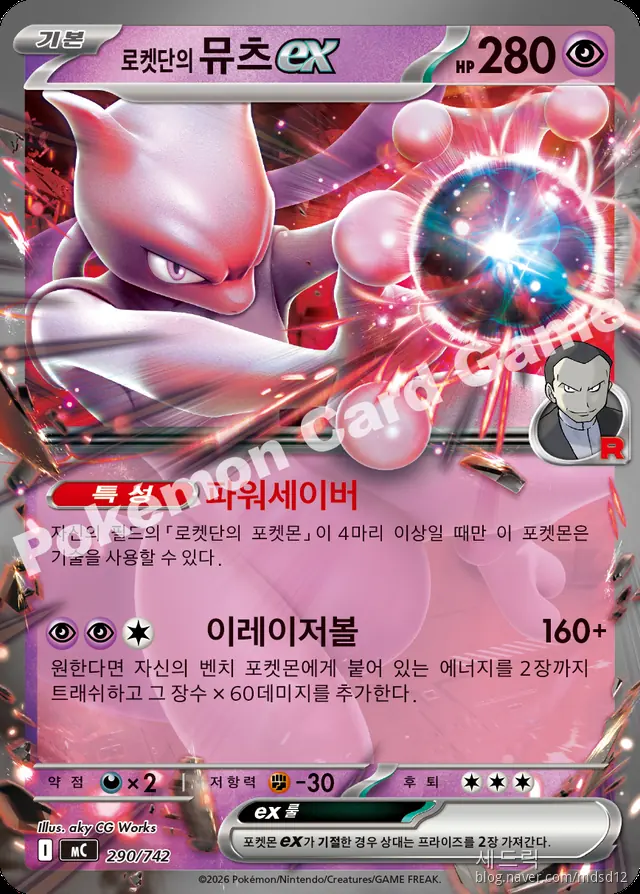 기본
로켓단의 뮤츠 ex
HP 280
Pokémon Card Game
R
특성 파워세이버
자신의 필드의 「로켓단의 포켓몬」이 4마리 이상일 때만 이 포켓몬은
기술을 사용할 수 있다.
이레이저볼 160+
원한다면 자신의 벤치 포켓몬에게 붙어 있는 에너지를 2장까지
트래쉬하고 그 장수 × 60데미지를 추가한다.
약점 ×2 저항력 -30 후퇴
ex 룰
포켓몬 ex가 기절한 경우 상대는 프라이즈를 2장 가져간다.
Illus. aky CG Works
I MC 290/742
©2026 Pokémon/Nintendo/Creatures/GAME FREAK.
세드릭
blog.naver.com/mdsd12